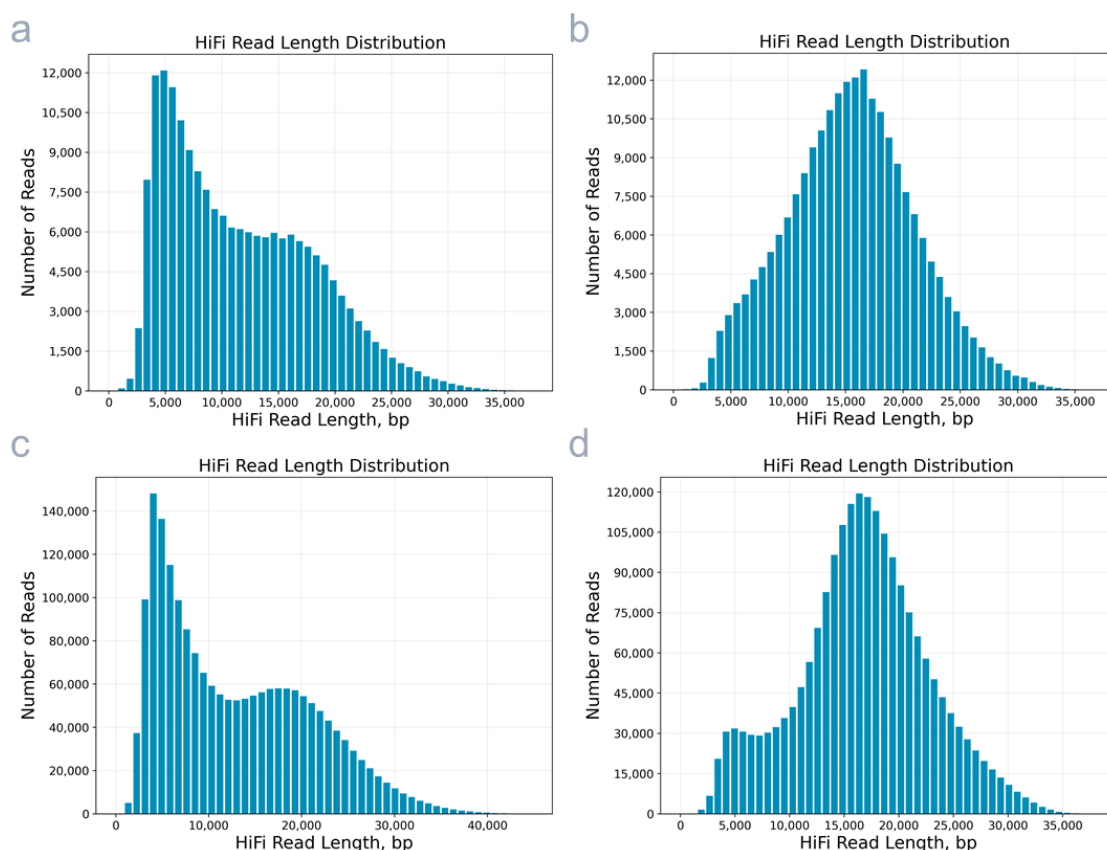 a
HiFi Read Length Distribution
Number of Reads
12,000
10,500
9,000
7,500
6,000
4,500
3,000
1,500
0
0 5,000 10,000 15,000 20,000 25,000 30,000 35,000
HiFi Read Length, bp
b
HiFi Read Length Distribution
Number of Reads
12,000
10,500
9,000
7,500
6,000
4,500
3,000
1,500
0
0 5,000 10,000 15,000 20,000 25,000 30,000 35,000
HiFi Read Length, bp
c
HiFi Read Length Distribution
Number of Reads
140,000
120,000
100,000
80,000
60,000
40,000
20,000
0
0 10,000 20,000 30,000 40,000
HiFi Read Length, bp
d
HiFi Read Length Distribution
Number of Reads
120,000
105,000
90,000
75,000
60,000
45,000
30,000
15,000
0
0 5,000 10,000 15,000 20,000 25,000 30,000 35,000
HiFi Read Length, bp